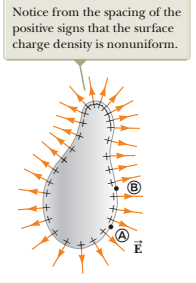 Notice from the spacing of the
positive signs that the surface
charge density is nonuniform.
B
A
E